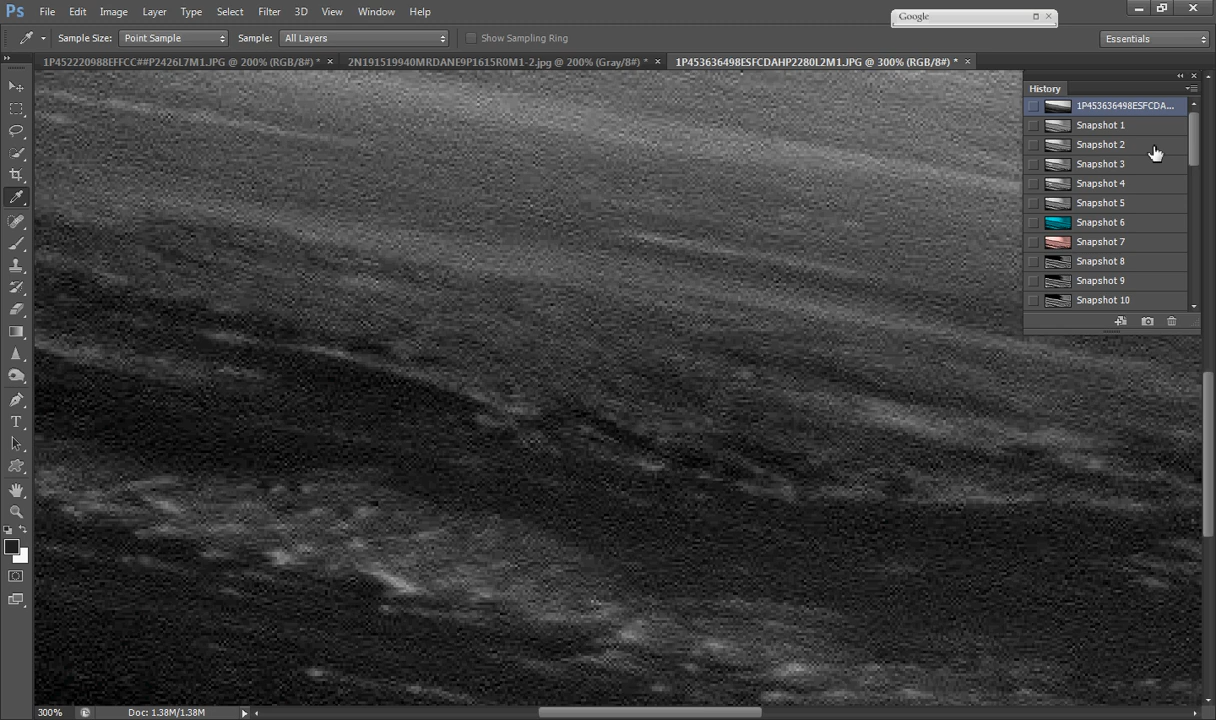 Ps File Edit Image Layer Type Select Filter 3D View Window Help
Google
Sample Size: Point Sample Sample: All Layers Show Sampling Ring Essentials
1P452220988EFFCC##P2426L7M1.JPG @ 200% (RGB/8#) * × 2N191519940MRDANE9P1615R0M1-2.jpg @ 200% (Gray/8#) * × 1P453636498ESFCDAHP2280L2M1.JPG @ 300% (RGB/8#) * ×
History
1P453636498ESFCDA...
Snapshot 1
Snapshot 2
Snapshot 3
Snapshot 4
Snapshot 5
Snapshot 6
Snapshot 7
Snapshot 8
Snapshot 9
Snapshot 10
300% Doc: 1.38M/1.38M